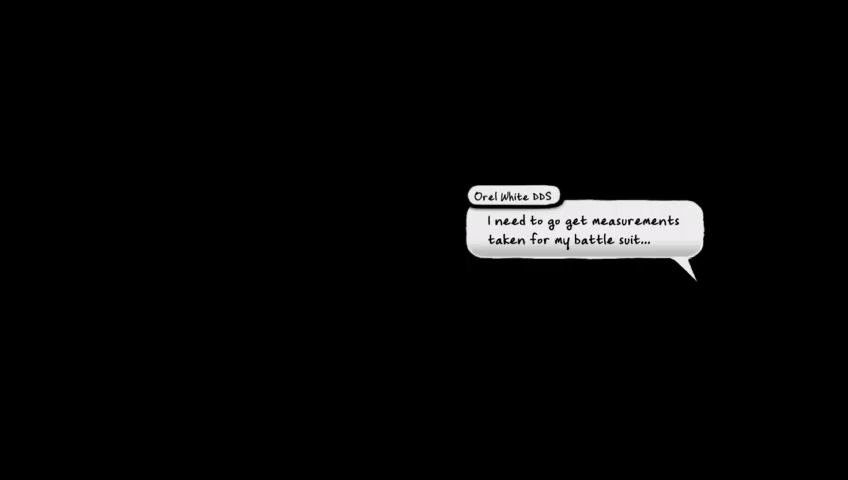 Orel White DDS
I need to go get measurements
taken for my battle suit...